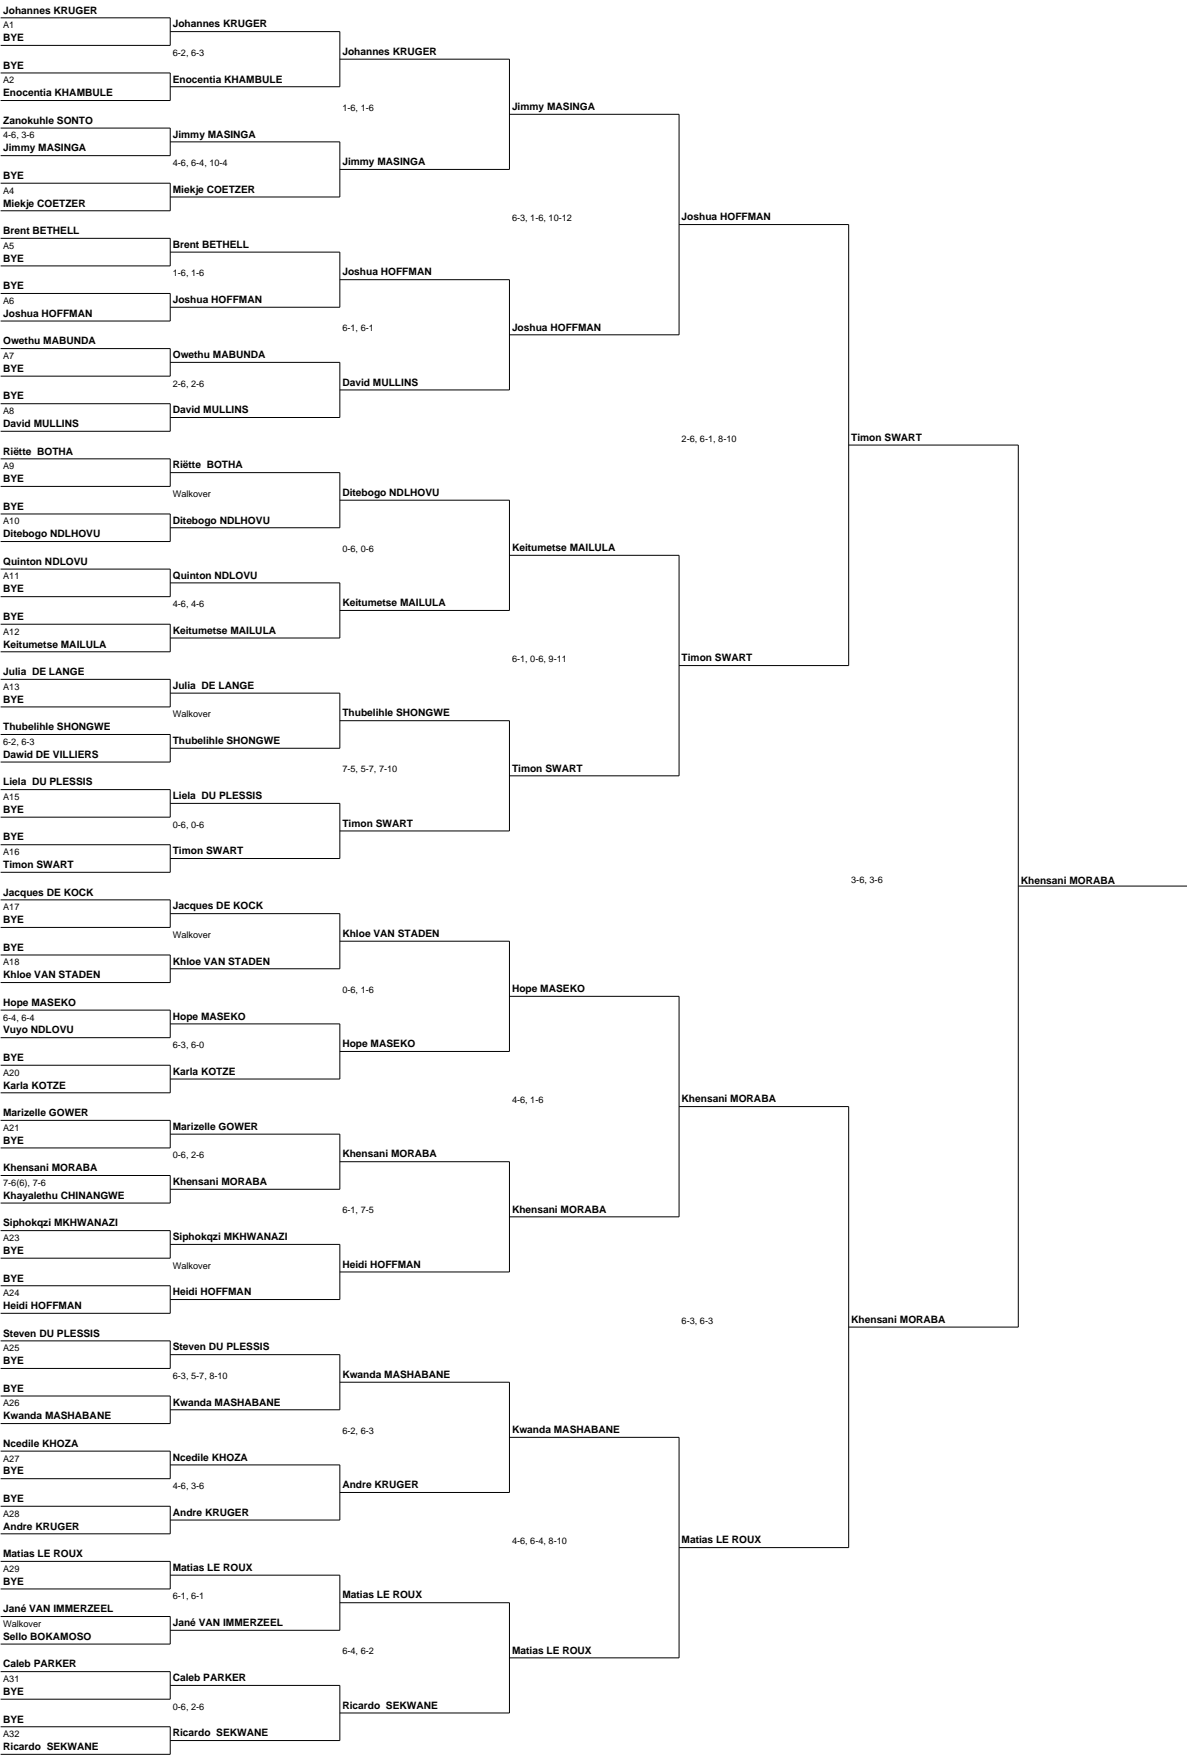 Johannes KRUGER
A1
BYE
BYE
A2
Enocentia KHAMBULE
Zanokuhle SONTO
4-6, 3-6
Jimmy MASINGA
BYE
A4
Miekje COETZER
Brent BETHELL
A5
BYE
BYE
A6
Joshua HOFFMAN
Owethu MABUNDA
A7
BYE
BYE
A8
David MULLINS
Riëtte  BOTHA
A9
BYE
BYE
A10
Ditebogo NDLHOVU
Quinton NDLOVU
A11
BYE
BYE
A12
Keitumetse MAILULA
Julia  DE LANGE
A13
BYE
Thubelihle SHONGWE
6-2, 6-3
Dawid DE VILLIERS
Liela  DU PLESSIS
A15
BYE
BYE
A16
Timon SWART
Jacques DE KOCK
A17
BYE
BYE
A18
Khloe VAN STADEN
Hope MASEKO
6-4, 6-4
Vuyo NDLOVU
BYE
A20
Karla KOTZE
Marizelle GOWER
A21
BYE
Khensani MORABA
7-6(6), 7-6
Khayalethu CHINANGWE
Siphokqzi MKHWANAZI
A23
BYE
BYE
A24
Heidi HOFFMAN
Steven DU PLESSIS
A25
BYE
BYE
A26
Kwanda MASHABANE
Ncedile KHOZA
A27
BYE
BYE
A28
Andre KRUGER
Matias LE ROUX
A29
BYE
Jané VAN IMMERZEEL
Walkover
Sello BOKAMOSO
Caleb PARKER
A31
BYE
BYE
A32
Ricardo  SEKWANE
Johannes KRUGER
6-2, 6-3
Enocentia KHAMBULE
Jimmy MASINGA
4-6, 6-4, 10-4
Miekje COETZER
Brent BETHELL
1-6, 1-6
Joshua HOFFMAN
Owethu MABUNDA
2-6, 2-6
David MULLINS
Riëtte  BOTHA
Walkover
Ditebogo NDLHOVU
Quinton NDLOVU
4-6, 4-6
Keitumetse MAILULA
Julia  DE LANGE
Walkover
Thubelihle SHONGWE
Liela  DU PLESSIS
0-6, 0-6
Timon SWART
Jacques DE KOCK
Walkover
Khloe VAN STADEN
Hope MASEKO
6-3, 6-0
Karla KOTZE
Marizelle GOWER
0-6, 2-6
Khensani MORABA
Siphokqzi MKHWANAZI
Walkover
Heidi HOFFMAN
Steven DU PLESSIS
6-3, 5-7, 8-10
Kwanda MASHABANE
Ncedile KHOZA
4-6, 3-6
Andre KRUGER
Matias LE ROUX
6-1, 6-1
Jané VAN IMMERZEEL
Caleb PARKER
0-6, 2-6
Ricardo  SEKWANE
Johannes KRUGER
1-6, 1-6
Jimmy MASINGA
Joshua HOFFMAN
6-1, 6-1
David MULLINS
Ditebogo NDLHOVU
0-6, 0-6
Keitumetse MAILULA
Thubelihle SHONGWE
7-5, 5-7, 7-10
Timon SWART
Khloe VAN STADEN
0-6, 1-6
Hope MASEKO
Khensani MORABA
6-1, 7-5
Heidi HOFFMAN
Kwanda MASHABANE
6-2, 6-3
Andre KRUGER
Matias LE ROUX
6-4, 6-2
Ricardo  SEKWANE
Jimmy MASINGA
6-3, 1-6, 10-12
Joshua HOFFMAN
Keitumetse MAILULA
6-1, 0-6, 9-11
Timon SWART
Hope MASEKO
4-6, 1-6
Khensani MORABA
Kwanda MASHABANE
4-6, 6-4, 8-10
Matias LE ROUX
Joshua HOFFMAN
2-6, 6-1, 8-10
Timon SWART
Khensani MORABA
6-3, 6-3
Matias LE ROUX
Timon SWART
3-6, 3-6
Khensani MORABA
Khensani MORABA